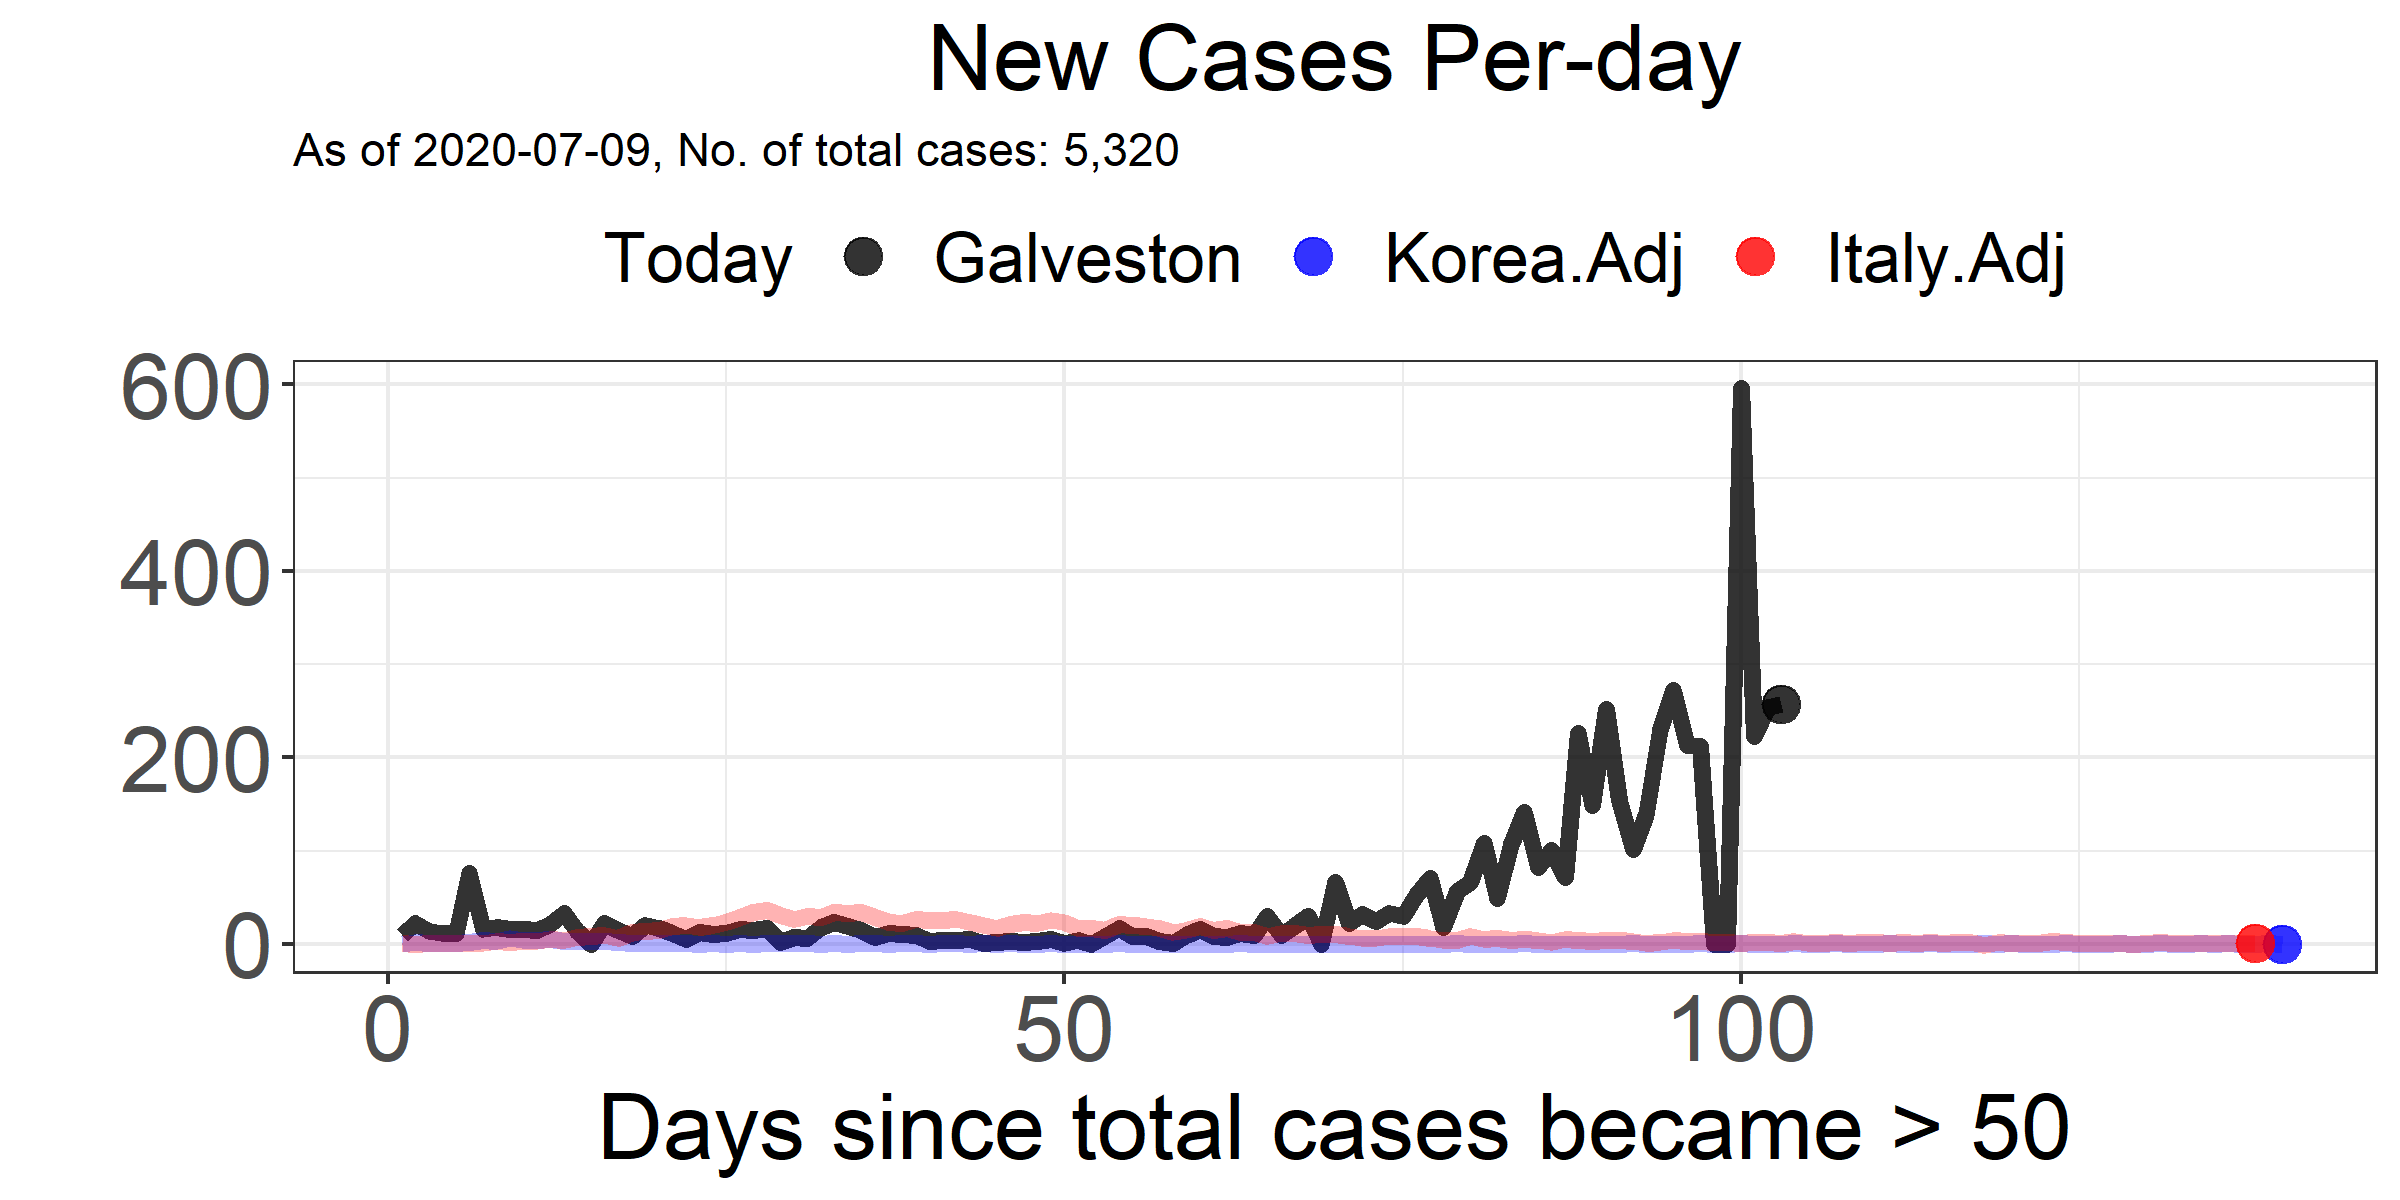 New Cases Per-day
As of 2020-07-09, No. of total cases: 5,320
Today Galveston Korea.Adj Italy.Adj
600
400
200
0
0 50 100
Days since total cases became > 50